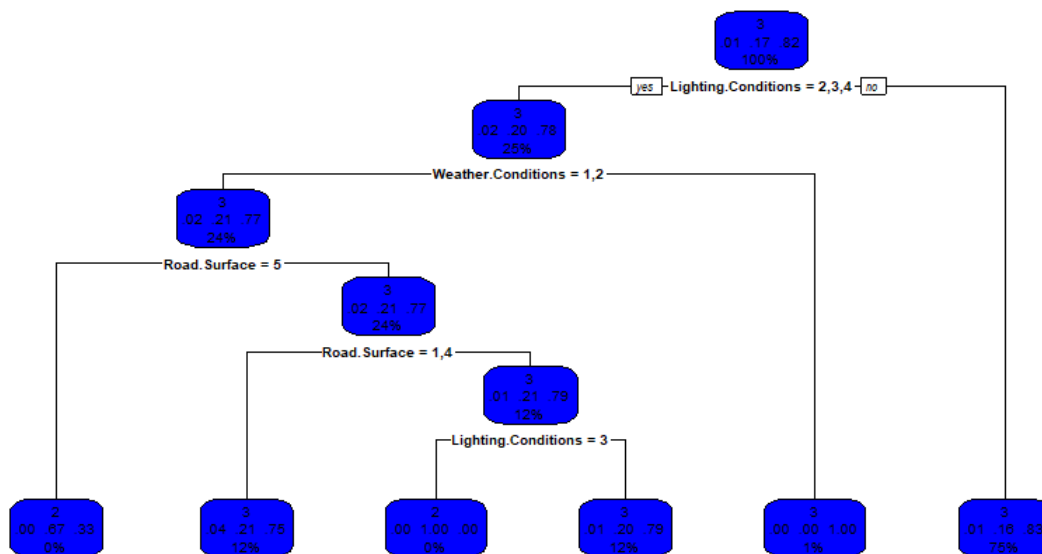 3
.01 .17 .82
100%
yes Lighting.Conditions = 2,3,4 no
3
.02 .20 .78
25%
Weather.Conditions = 1,2
3
.02 .21 .77
24%
Road.Surface = 5
3
.02 .21 .77
24%
Road.Surface = 1,4
3
.01 .21 .79
12%
Lighting.Conditions = 3
2
.00 .67 .33
0%
3
.04 .21 .75
12%
2
.00 1.00 .00
0%
3
.01 .20 .79
12%
3
.00 .00 1.00
1%
3
.01 .16 .82
75%